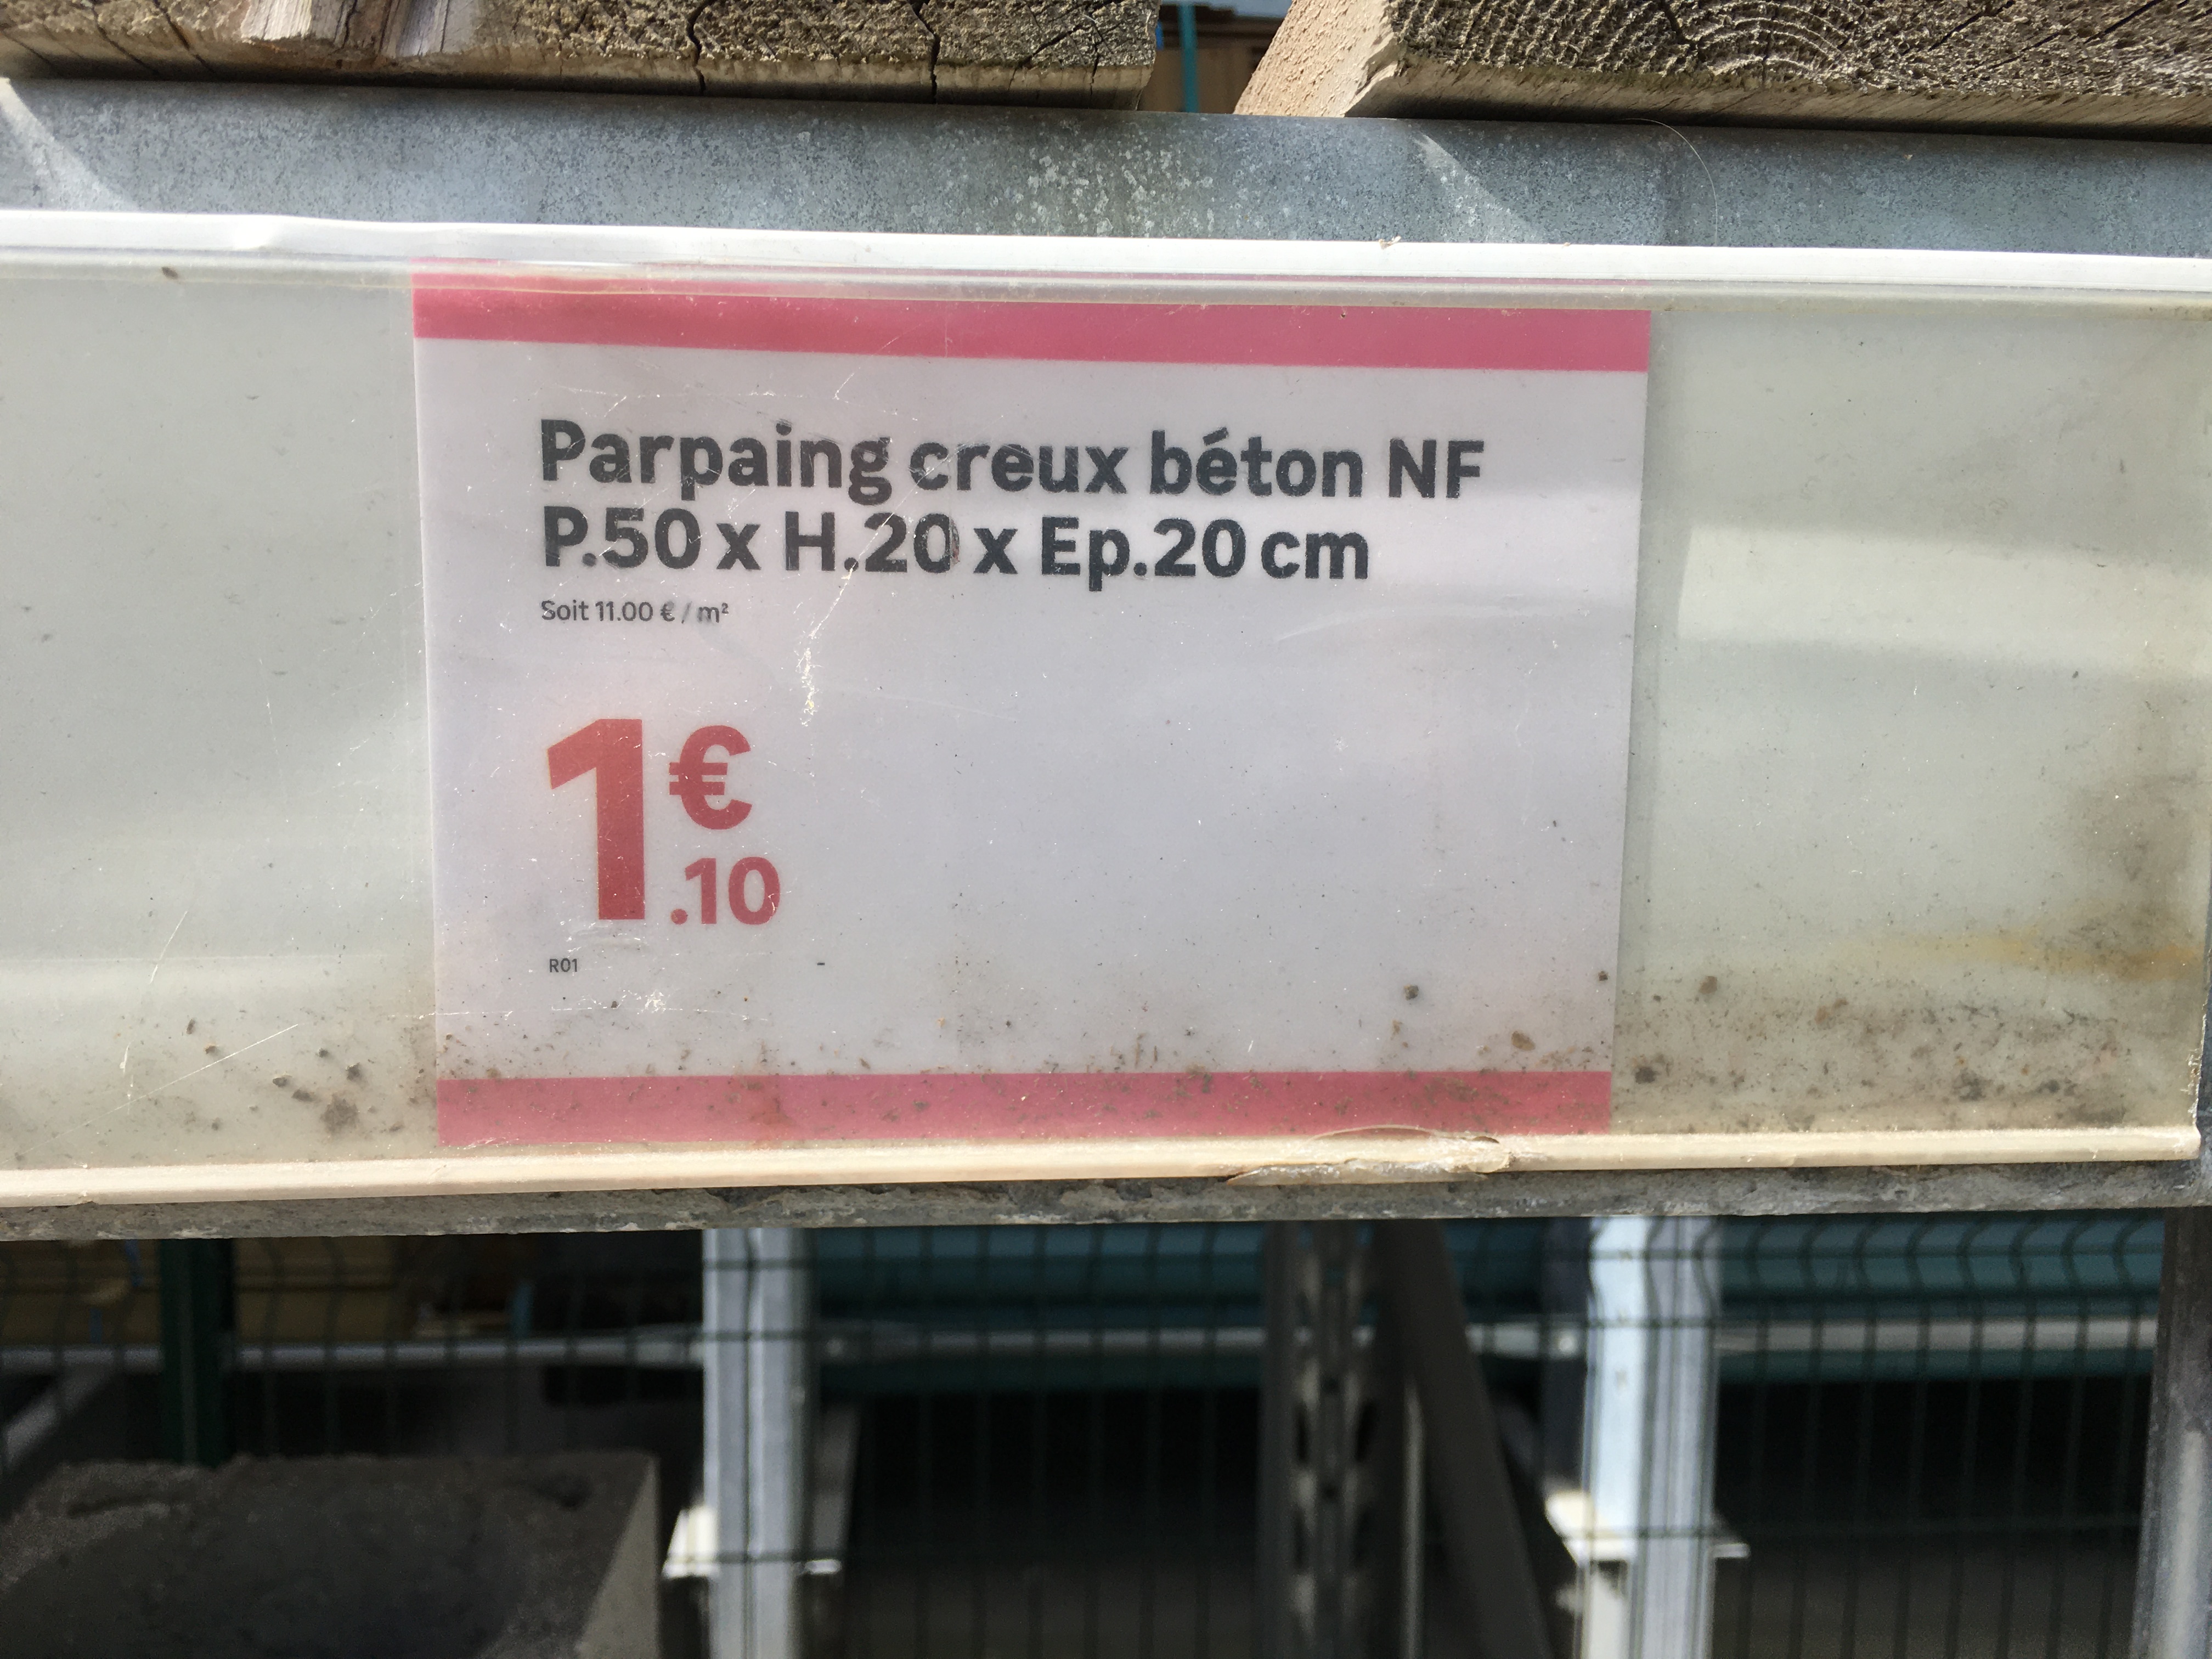 Parpaing creux béton NF
P.50 x H.20 x Ep.20 cm
Soit 11.00 € / m²
1€.10
R01 -